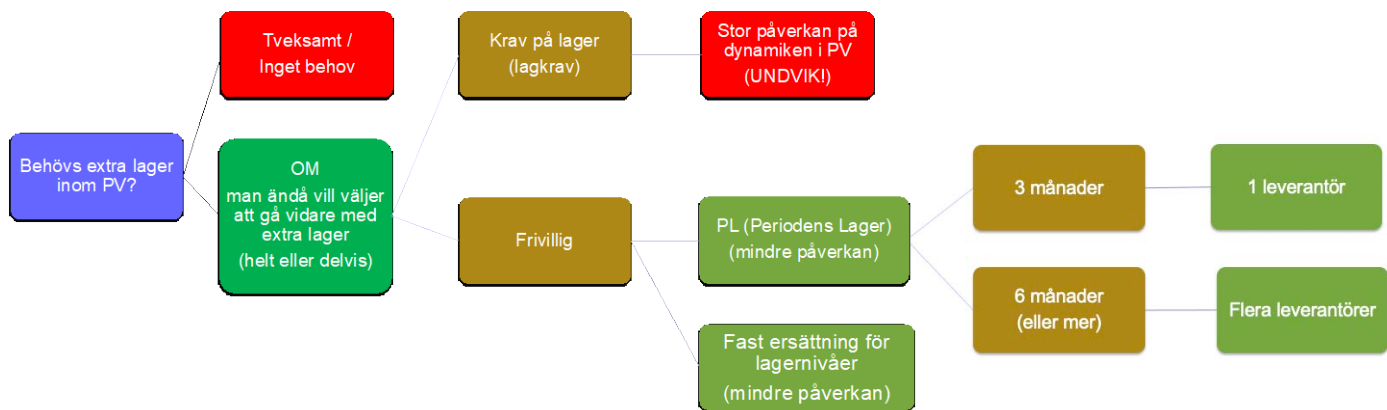 Behövs extra lager
inom PV?
Tveksamt /
Inget behov
OM
man ändå vill väljer
att gå vidare med
extra lager
(helt eller delvis)
Krav på lager
(lagkrav)
Stor påverkan på
dynamiken i PV
(UNDVIK!)
Frivillig
PL (Periodens Lager)
(mindre påverkan)
Fast ersättning för
lagernivåer
(mindre påverkan)
3 månader
1 leverantör
6 månader
(eller mer)
Flera leverantörer